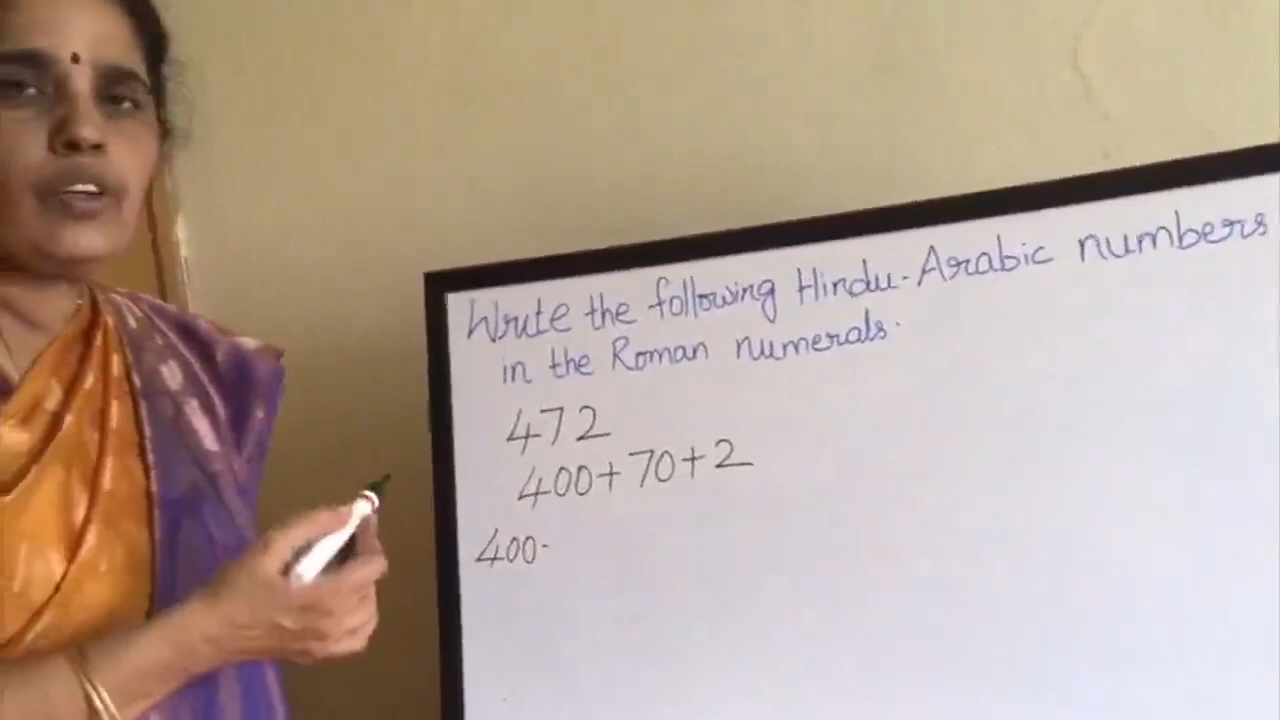 Write the following Hindu-Arabic numbers
in the Roman numerals.
472
400+70+2
400-